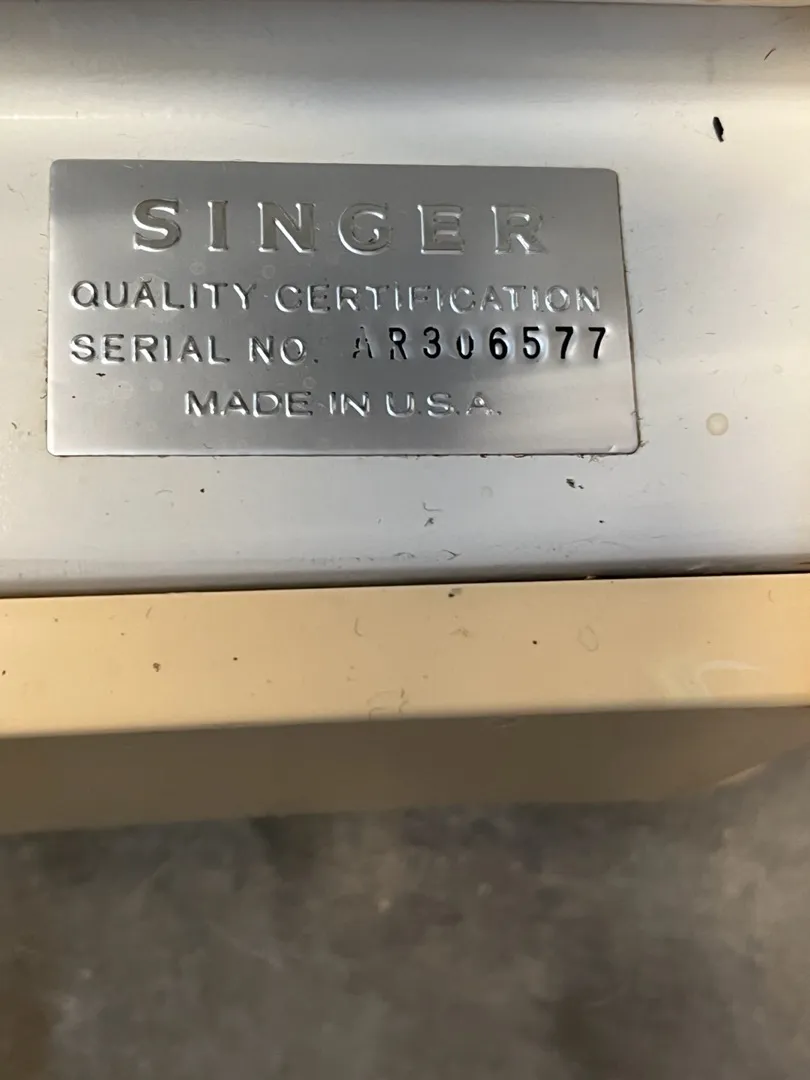 SINGER
QUALITY CERTIFICATION
SERIAL NO. AR306577
MADE IN U.S.A.